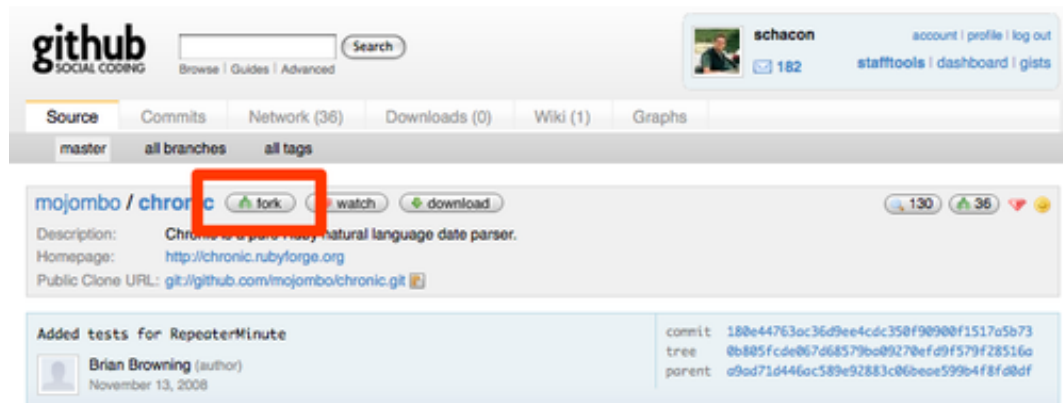 github
SOCIAL CODING
Search
Browse | Guides | Advanced
schacon
account | profile | log out
182
stafftools | dashboard | gists
Source Commits Network (36) Downloads (0) Wiki (1) Graphs
master all branches all tags
mojombo / chronic fork watch download 130 36
Description: Chronic is a pure Ruby natural language date parser.
Homepage: http://chronic.rubyforge.org
Public Clone URL: git://github.com/mojombo/chronic.git
Added tests for RepeaterMinute
Brian Browning (author)
November 13, 2008
commit 180e44763ac36d9ee4cdc350f90900f1517a5b73
tree 0b805fcde067d68579ba09270efd9f579f28516a
parent a9ad71d446ac589e92883c06beae599b4f8fd0df